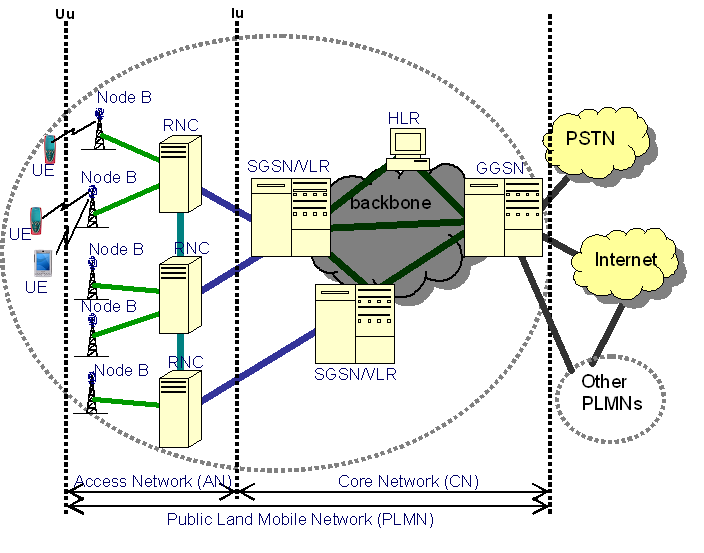 Uu
Iu
Node B
RNC
HLR
PSTN
UE
Node B
SGSN/VLR
GGSN
backbone
UE
Node B
RNC
Internet
UE
Node B
Node B
RNC
SGSN/VLR
Other
PLMNs
Access Network (AN)
Core Network (CN)
Public Land Mobile Network (PLMN)